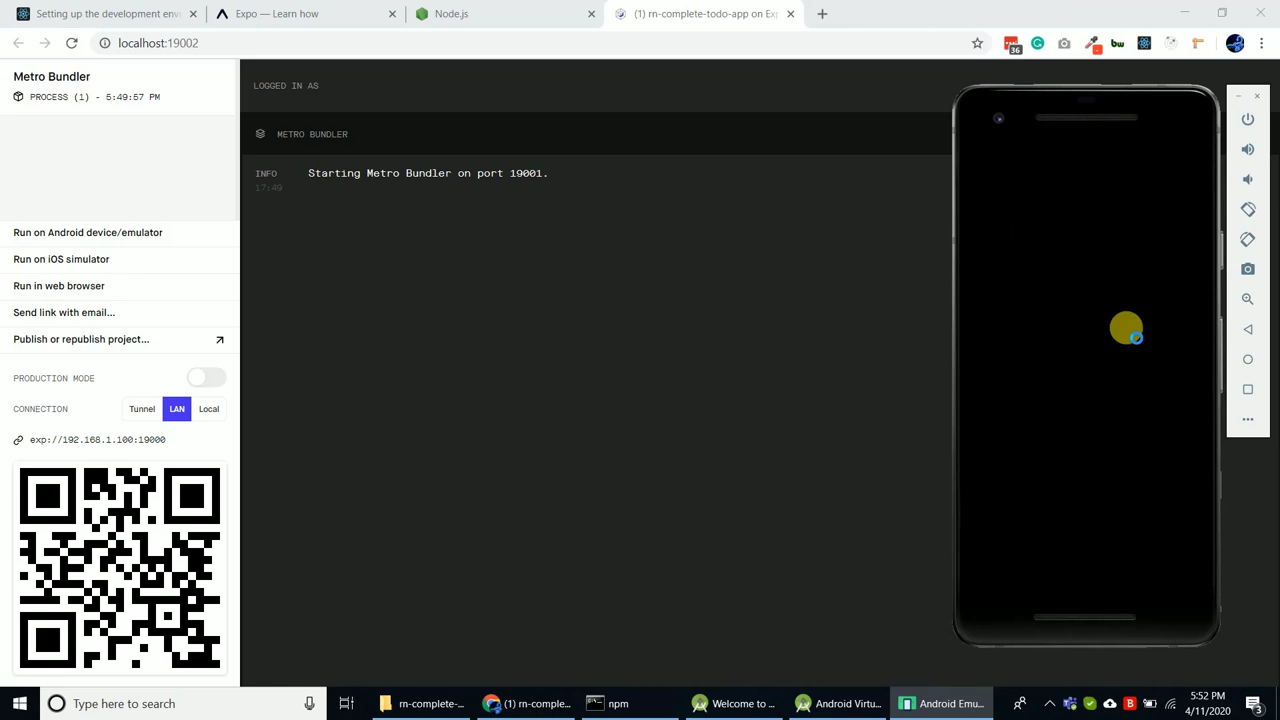 Setting up the development env
Expo — Learn how
Node.js
(1) rn-complete-todo-app on Exp
localhost:19002
36
bw
Metro Bundler
PROCESS (1) - 5:49:57 PM
Run on Android device/emulator
Run on iOS simulator
Run in web browser
Send link with email...
Publish or republish project...
PRODUCTION MODE
CONNECTION
Tunnel
LAN
Local
exp://192.168.1.100:19000
LOGGED IN AS
METRO BUNDLER
INFO
Starting Metro Bundler on port 19001.
17:49
Type here to search
rn-complete-...
(1) rn-comple...
npm
Welcome to ...
Android Virtu...
Android Emu...
5:52 PM
4/11/2020
3